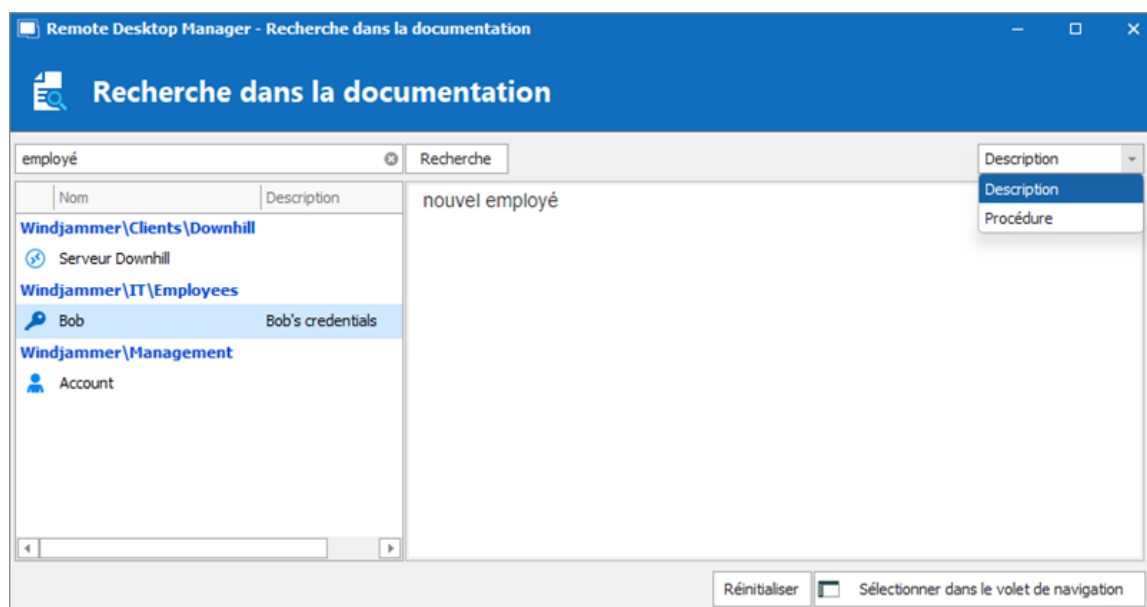 Remote Desktop Manager - Recherche dans la documentation
Recherche dans la documentation
employé
Recherche
Description
Nom Description
Description
Procédure
nouvel employé
Windjammer\Clients\Downhill
Serveur Downhill
Windjammer\IT\Employees
Bob Bob's credentials
Windjammer\Management
Account
Réinitialiser
Sélectionner dans le volet de navigation